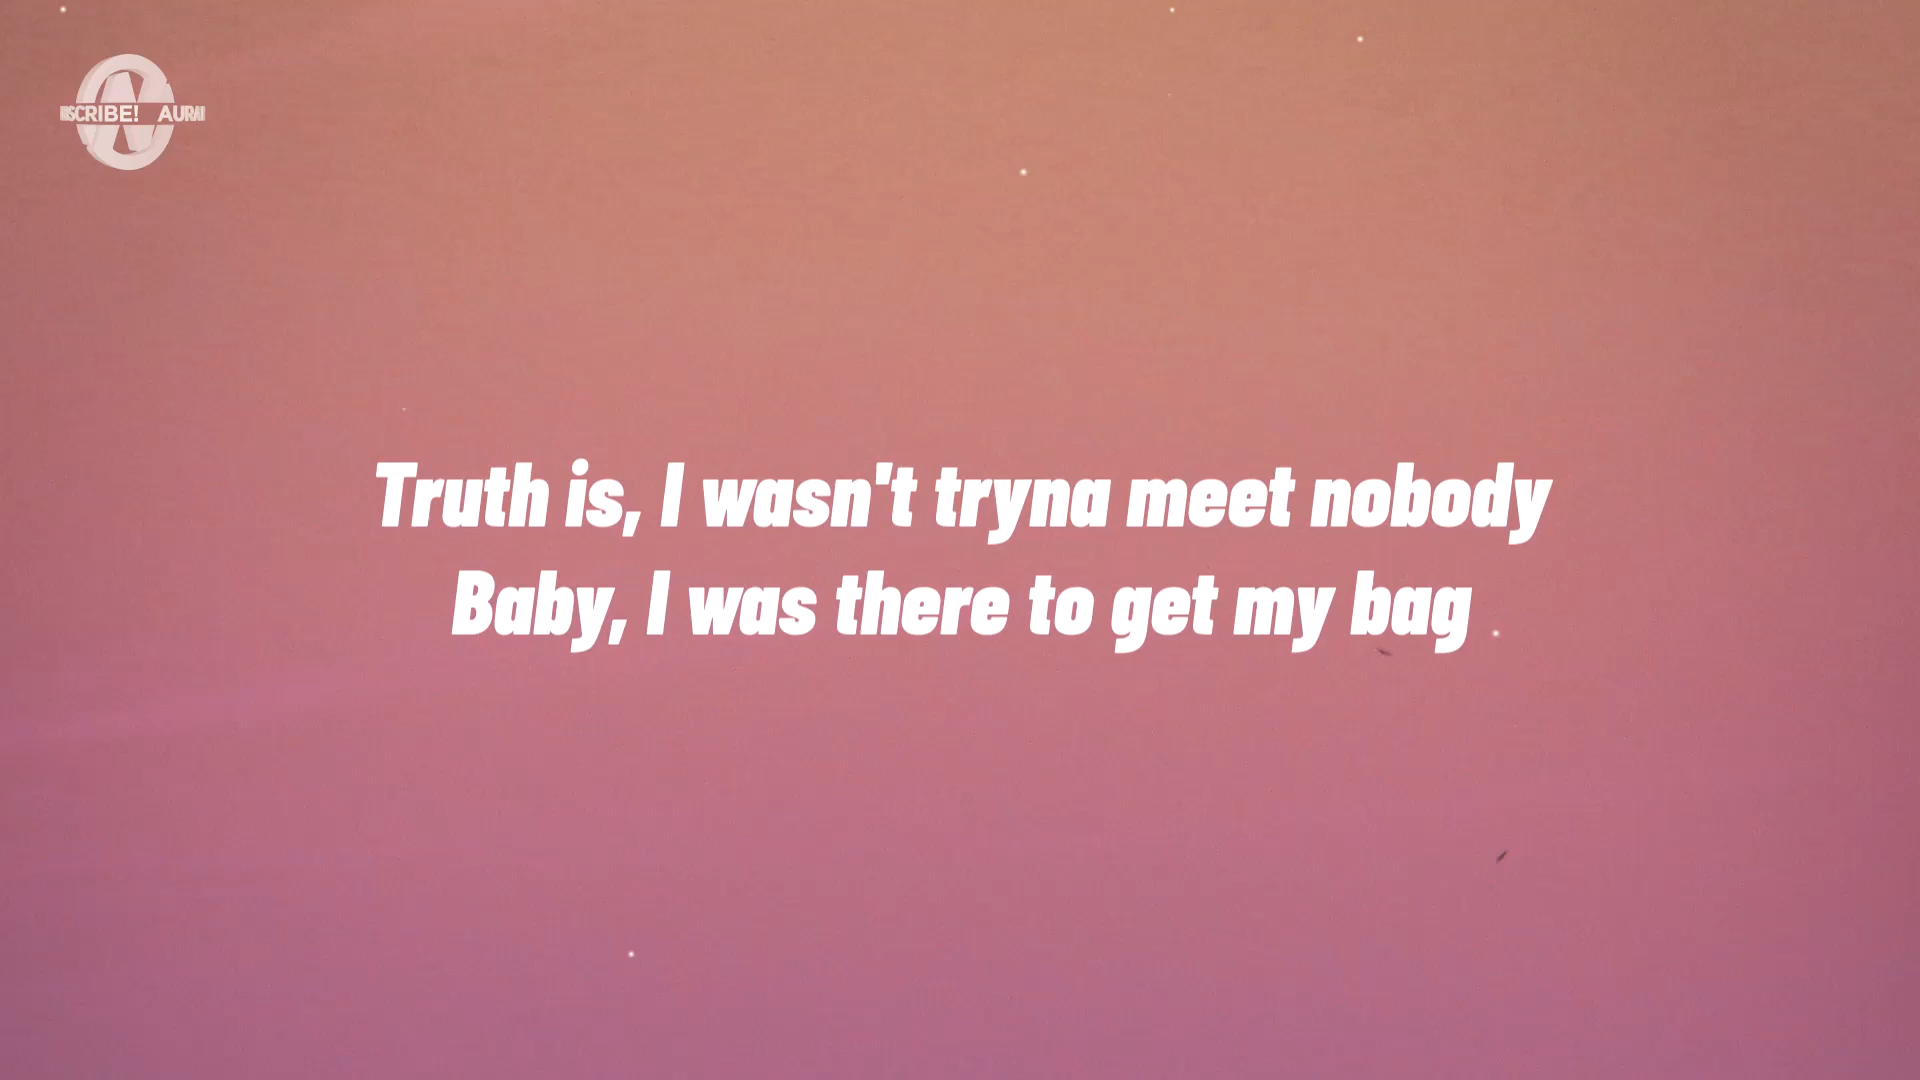 SCRIBE! AURA
Truth is, I wasn't tryna meet nobody
Baby, I was there to get my bag